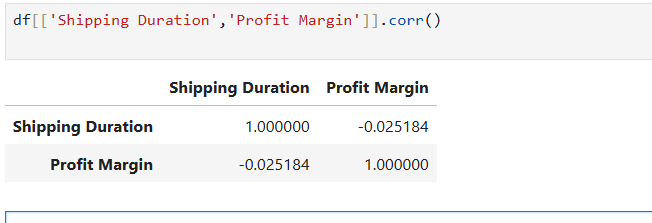 df[['Shipping Duration','Profit Margin']].corr()
Shipping Duration Profit Margin
Shipping Duration 1.000000 -0.025184
Profit Margin -0.025184 1.000000